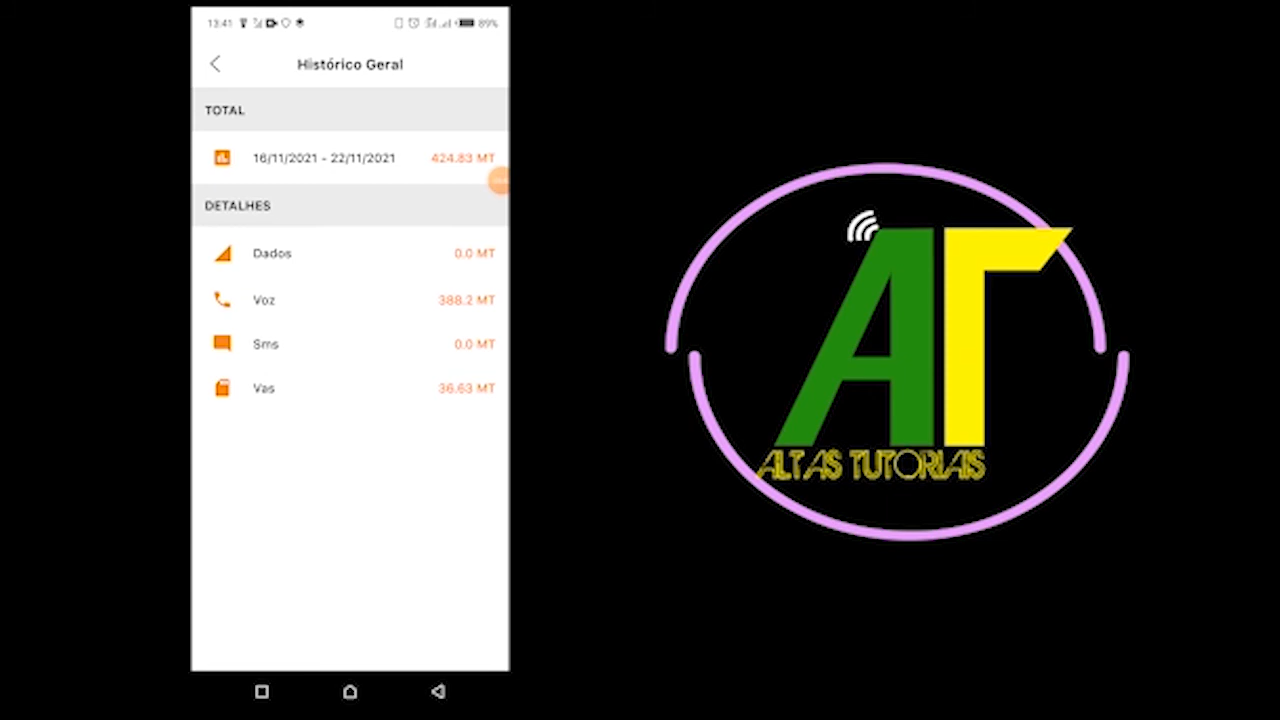 13:41 89%
Histórico Geral
TOTAL
16/11/2021 - 22/11/2021 424.83 MT
DETALHES
Dados 0.0 MT
Voz 388.2 MT
Sms 0.0 MT
Vas 36.63 MT
AT
ALTAS TUTORIAIS